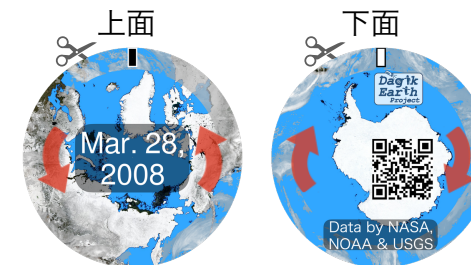 上面
下面
Mar. 28,
2008
Dagik
Earth
Project
Data by NASA,
NOAA & USGS